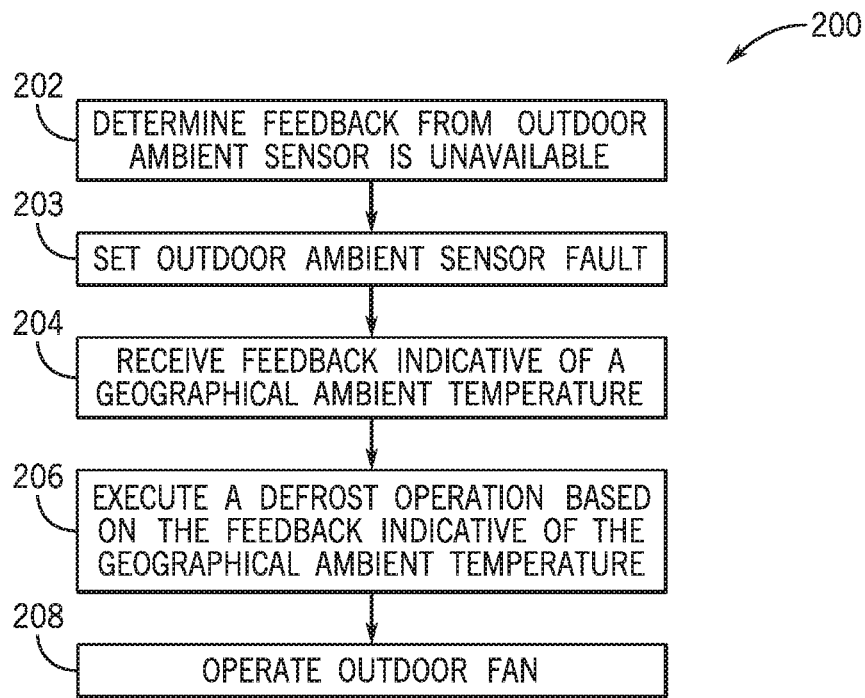 200
202
DETERMINE FEEDBACK FROM OUTDOOR
AMBIENT SENSOR IS UNAVAILABLE
203
SET OUTDOOR AMBIENT SENSOR FAULT
204
RECEIVE FEEDBACK INDICATIVE OF A
GEOGRAPHICAL AMBIENT TEMPERATURE
206
EXECUTE A DEFROST OPERATION BASED
ON THE FEEDBACK INDICATIVE OF THE
GEOGRAPHICAL AMBIENT TEMPERATURE
208
OPERATE OUTDOOR FAN